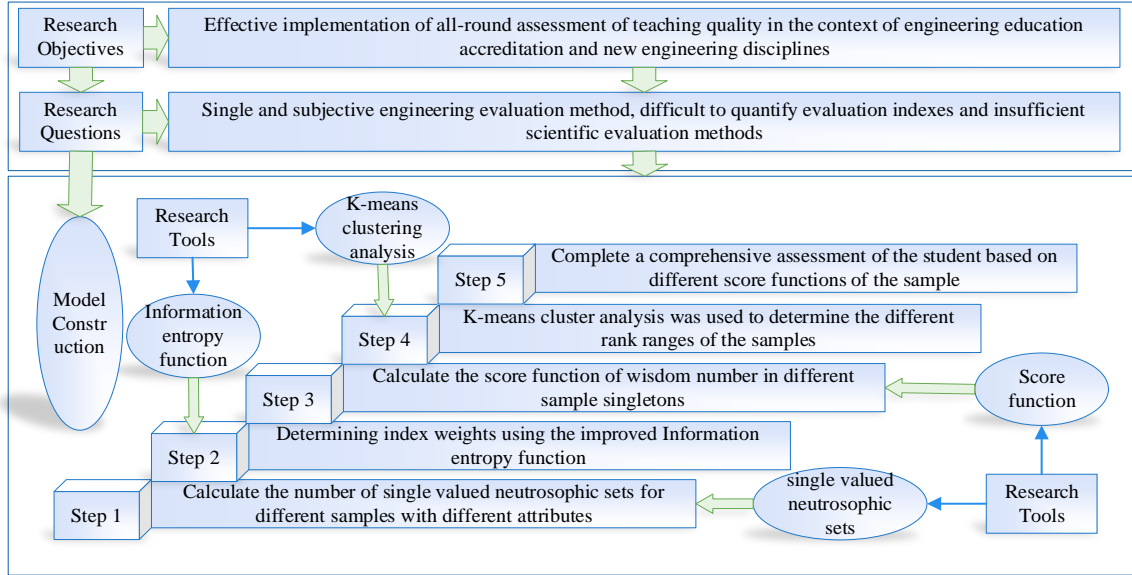 Research
Objectives
Effective implementation of all-round assessment of teaching quality in the context of engineering education
accreditation and new engineering disciplines
Research
Questions
Single and subjective engineering evaluation method, difficult to quantify evaluation indexes and insufficient
scientific evaluation methods
Model
Constr
uction
Research
Tools
K-means
clustering
analysis
Information
entropy
function
Step 5
Complete a comprehensive assessment of the student based on
different score functions of the sample
Step 4
K-means cluster analysis was used to determine the different
rank ranges of the samples
Step 3
Calculate the score function of wisdom number in different
sample singletons
Score
function
Step 2
Determining index weights using the improved Information
entropy function
Step 1
Calculate the number of single valued neutrosophic sets for
different samples with different attributes
single valued
neutrosophic
sets
Research
Tools